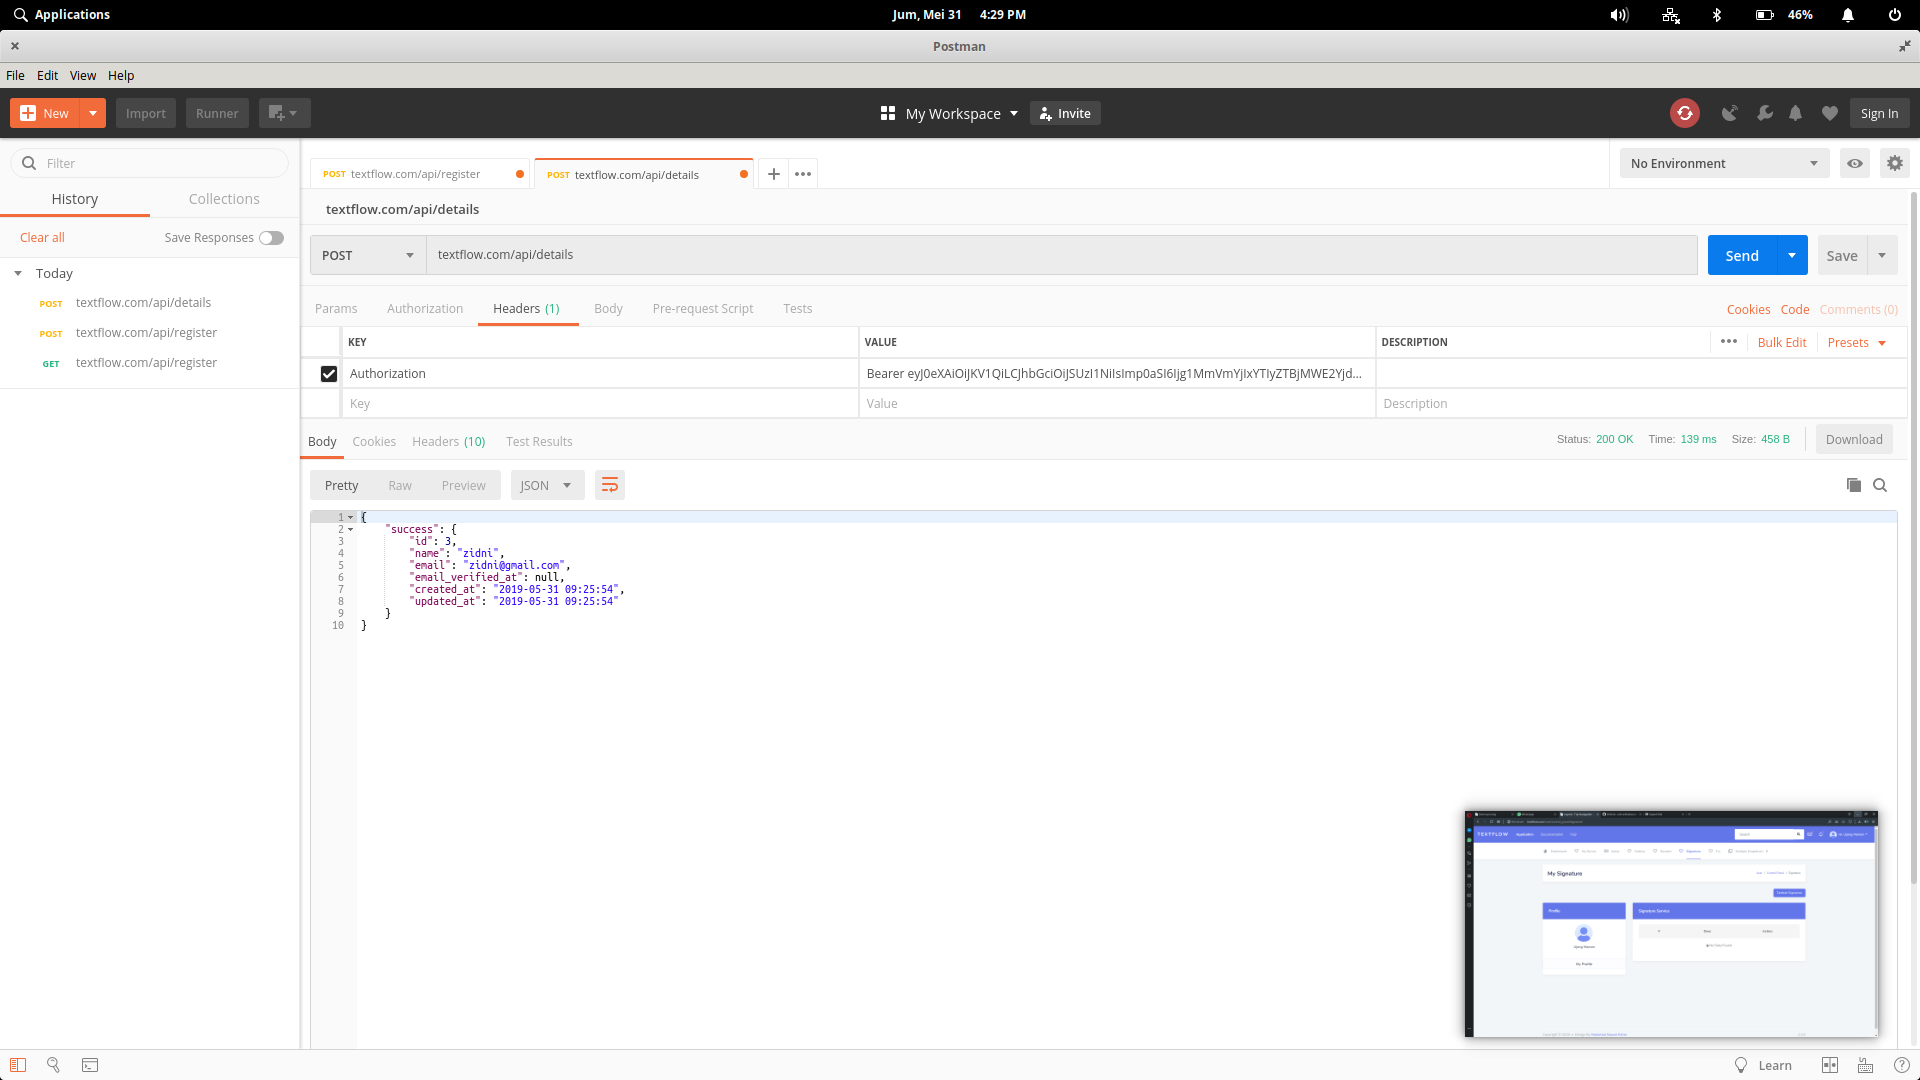 Applications
Jum, Mei 31 4:29 PM
46%
Postman
File Edit View Help
New
Import
Runner
My Workspace
Invite
Sign In
Filter
History
Collections
Clear all
Save Responses
Today
POST textflow.com/api/details
POST textflow.com/api/register
GET textflow.com/api/register
POST textflow.com/api/register
POST textflow.com/api/details
No Environment
textflow.com/api/details
POST
textflow.com/api/details
Send
Save
Params
Authorization
Headers (1)
Body
Pre-request Script
Tests
Cookies
Code
Comments (0)
KEY
VALUE
DESCRIPTION
Bulk Edit
Presets
Authorization
Key
Value
Description
Body
Cookies
Headers (10)
Test Results
Status: 200 OK
Time: 139 ms
Size: 458 B
Download
Pretty
Raw
Preview
JSON
1 {
2 "success": {
3 "id": 3,
4 "name": "zidni",
5 "email": "zidni@gmail.com",
6 "email_verified_at": null,
7 "created_at": "2019-05-31 09:25:54",
8 "updated_at": "2019-05-31 09:25:54"
9 }
10 }
TEXTFLOW
My Signature
Profile
Signature Service
My Profile
Learn